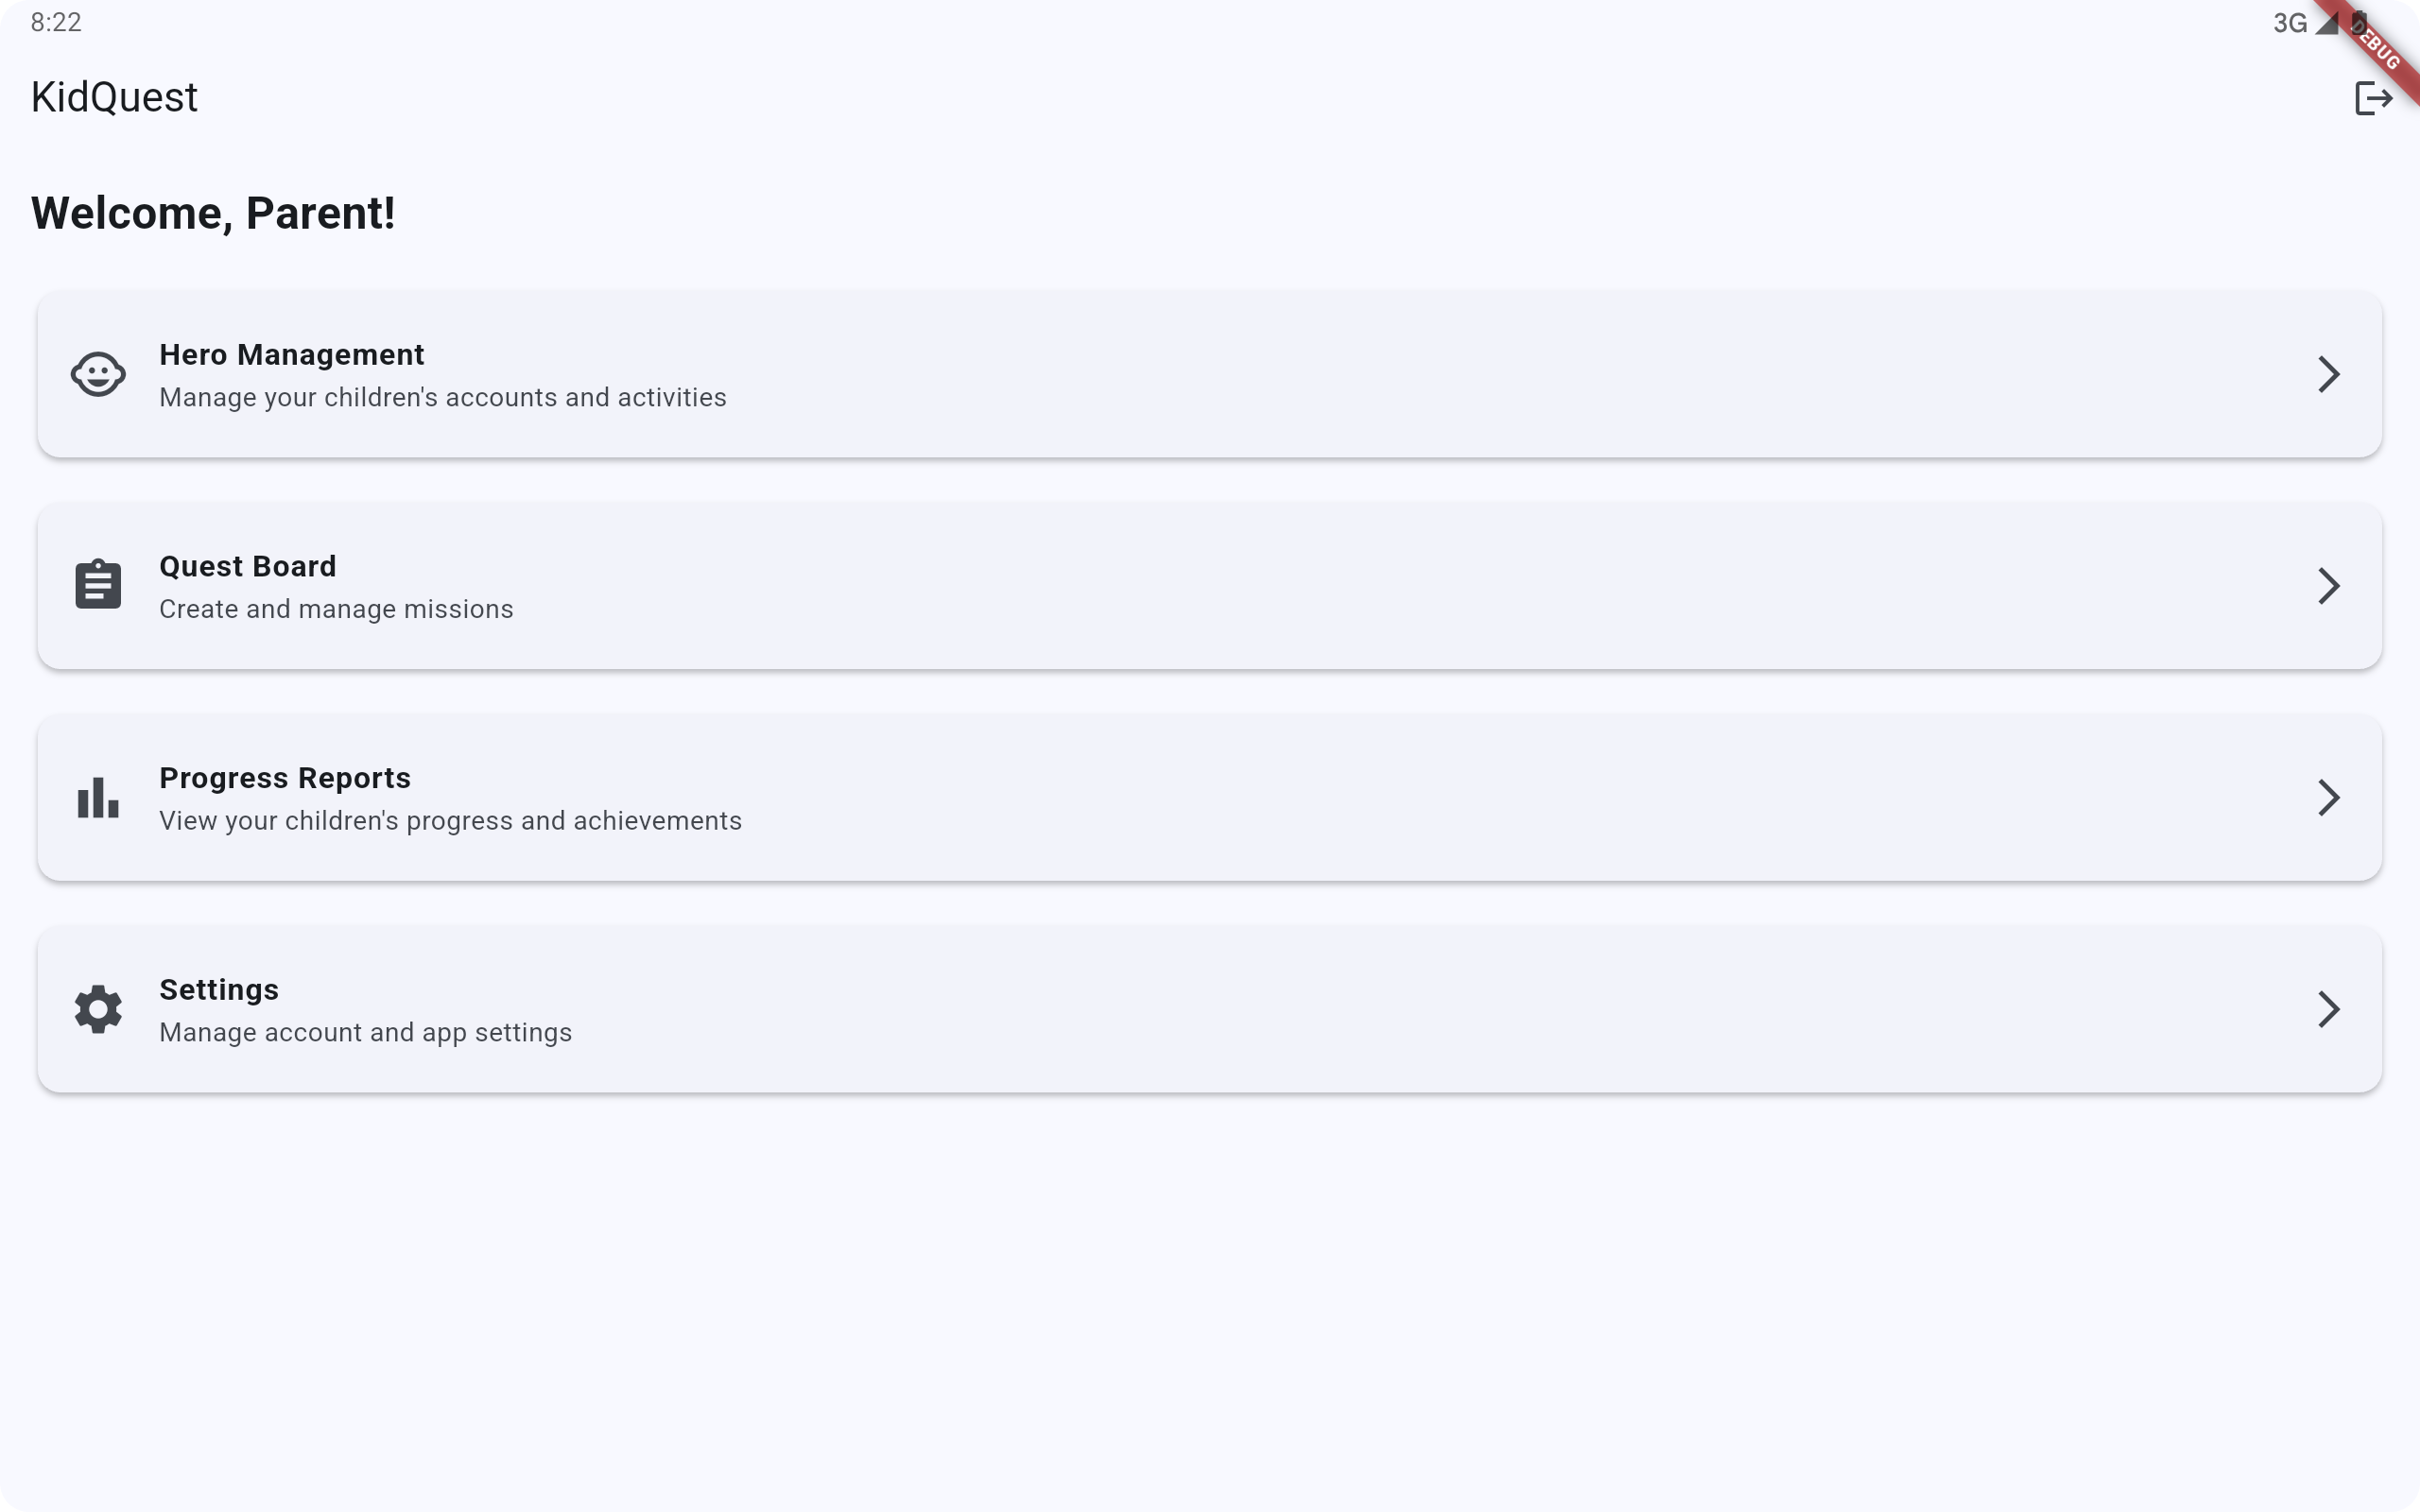 8:22
3G
DEBUG
KidQuest
Welcome, Parent!
Hero Management
Manage your children's accounts and activities
Quest Board
Create and manage missions
Progress Reports
View your children's progress and achievements
Settings
Manage account and app settings